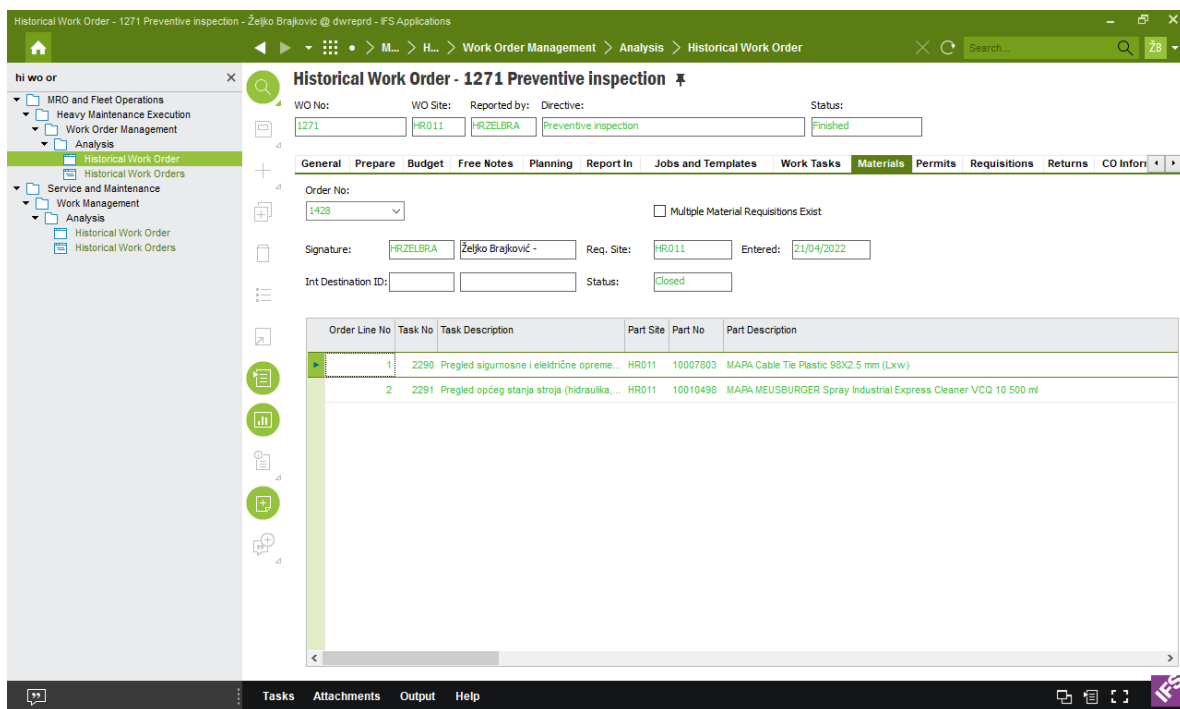 Historical Work Order - 1271 Preventive inspection - Željko Brajkovic @ dwreprd - IFS Applications
> M... > H... > Work Order Management > Analysis > Historical Work Order
Search...
ŽB
hi wo or
MRO and Fleet Operations
Heavy Maintenance Execution
Work Order Management
Analysis
Historical Work Order
Historical Work Orders
Service and Maintenance
Work Management
Analysis
Historical Work Order
Historical Work Orders
Historical Work Order - 1271 Preventive inspection
WO No: WO Site: Reported by: Directive: Status:
1271 HR011 HRZELBRA Preventive inspection Finished
General Prepare Budget Free Notes Planning Report In Jobs and Templates Work Tasks Materials Permits Requisitions Returns CO Inforr
Order No:
1428 Multiple Material Requisitions Exist
Signature: HRZELBRA Željko Brajković - Req. Site: HR011 Entered: 21/04/2022
Int Destination ID: Status: Closed
Order Line No Task No Task Description Part Site Part No Part Description
1 2290 Pregled sigurnosne i električne opreme... HR011 10007803 MAPA Cable Tie Plastic 98X2.5 mm (Lxw)
2 2291 Pregled općeg stanja stroja (hidraulika,... HR011 10010498 MAPA MEUSBURGER Spray Industrial Express Cleaner VCQ 10 500 ml
Tasks Attachments Output Help
IFS